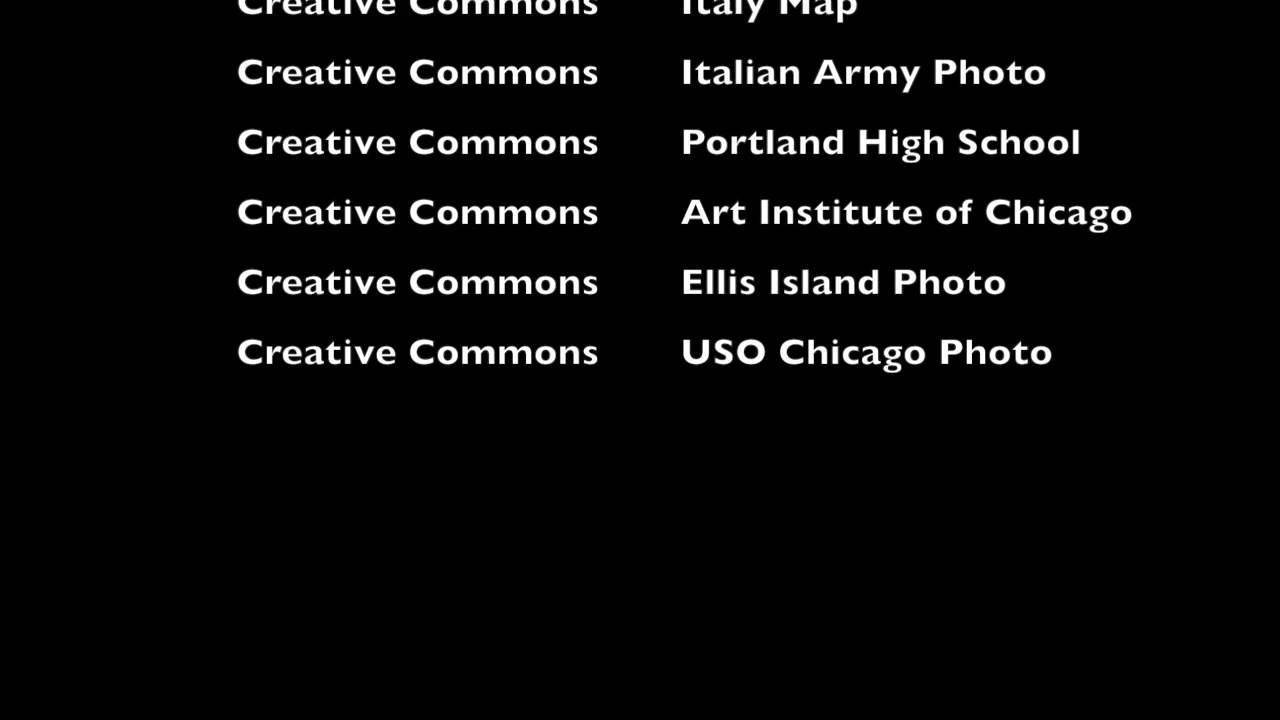 Creative Commons Italy Map
Creative Commons Italian Army Photo
Creative Commons Portland High School
Creative Commons Art Institute of Chicago
Creative Commons Ellis Island Photo
Creative Commons USO Chicago Photo